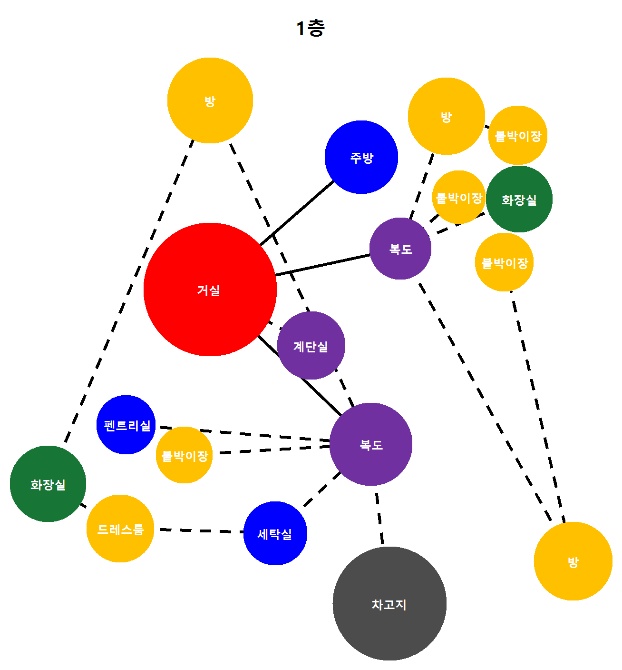 1층
방
주방
방
붙박이장
붙박이장
화장실
복도
붙박이장
거실
계단실
펜트리실
붙박이장
복도
화장실
드레스룸
세탁실
방
차고지